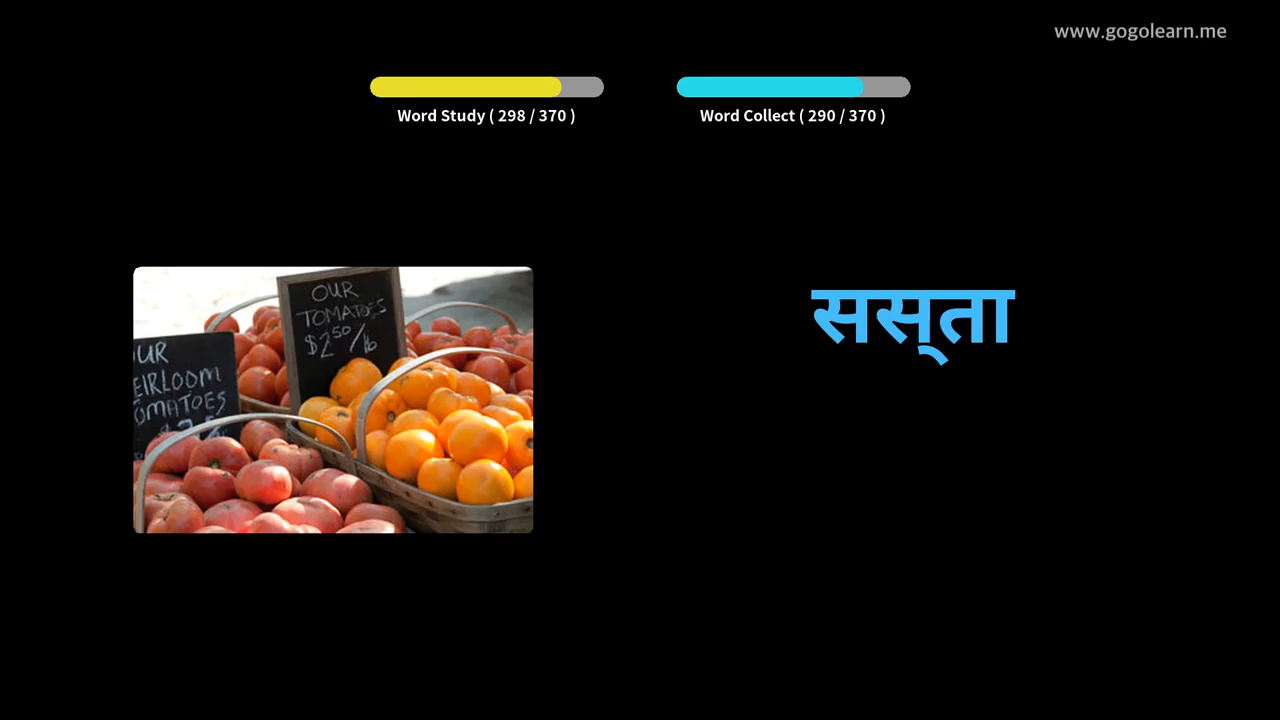 www.gogolearn.me
Word Study ( 298 / 370 )
Word Collect ( 290 / 370 )
OUR
TOMATOES
$2.50/lb
UR
EIRLOOM
OMATOES
सस्‌ता